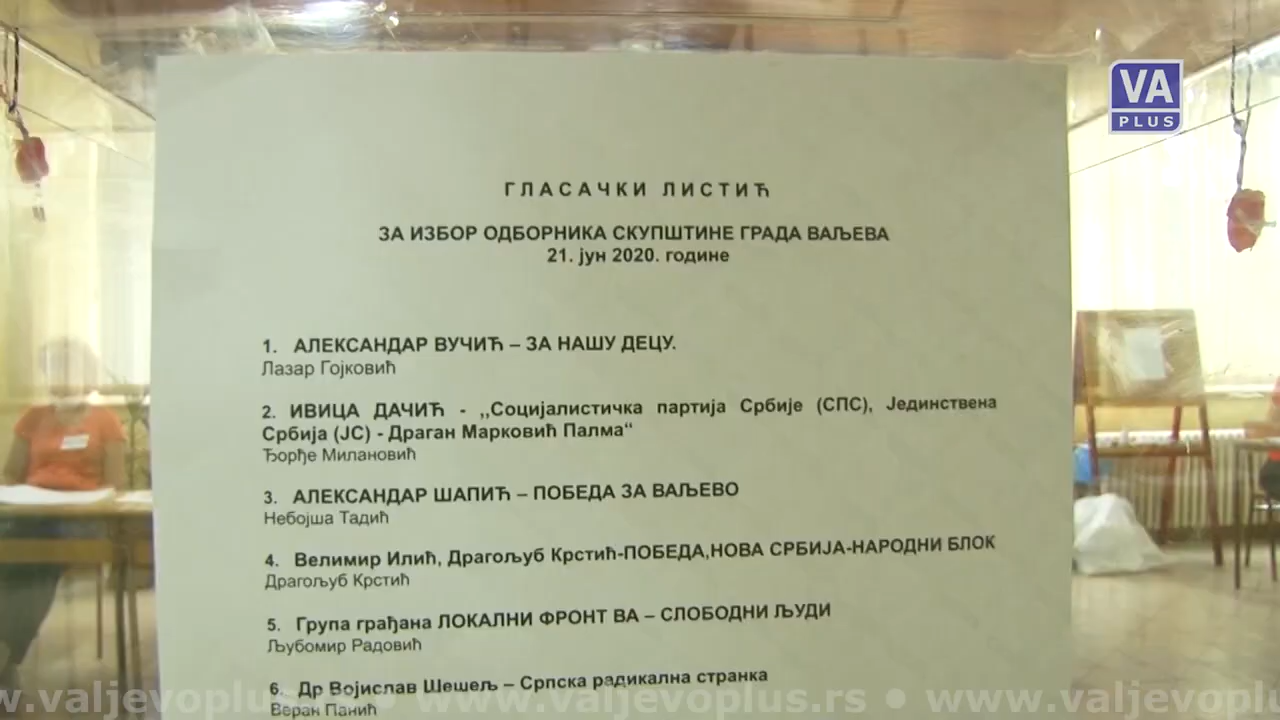 VA
PLUS
ГЛАСАЧКИ ЛИСТИЋ
ЗА ИЗБОР ОДБОРНИКА СКУПШТИНЕ ГРАДА ВАЉЕВА
21. јун 2020. године
1. АЛЕКСАНДАР ВУЧИЋ – ЗА НАШУ ДЕЦУ.
Лазар Гојковић
2. ИВИЦА ДАЧИЋ - ,,Социјалистичка партија Србије (СПС), Јединствена
Србија (ЈС) - Драган Марковић Палма“
Ђорђе Милановић
3. АЛЕКСАНДАР ШАПИЋ – ПОБЕДА ЗА ВАЉЕВО
Небојша Тадић
4. Велимир Илић, Драгољуб Крстић-ПОБЕДА,НОВА СРБИЈА-НАРОДНИ БЛОК
Драгољуб Крстић
5. Група грађана ЛОКАЛНИ ФРОНТ ВА – СЛОБОДНИ ЉУДИ
Љубомир Радовић
6. Др Војислав Шешељ – Српска радикална странка
Веран Панић
w.valjevoplus.rs • www.valjevoplus.rs • www.valjevoplus